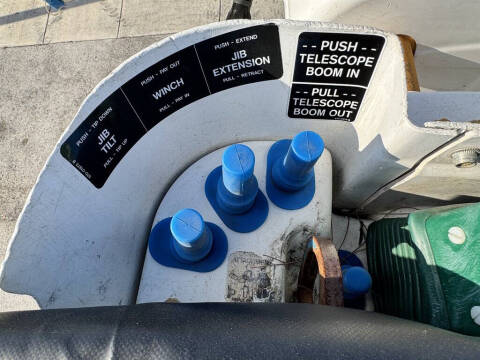 PUSH - TIP DOWN
JIB
TILT
PULL - TIP UP
PUSH - PAY OUT
WINCH
PULL - PAY IN
PUSH - EXTEND
JIB
EXTENSION
PULL - RETRACT
-- PUSH --
TELESCOPE
BOOM IN
-- PULL --
TELESCOPE
BOOM OUT